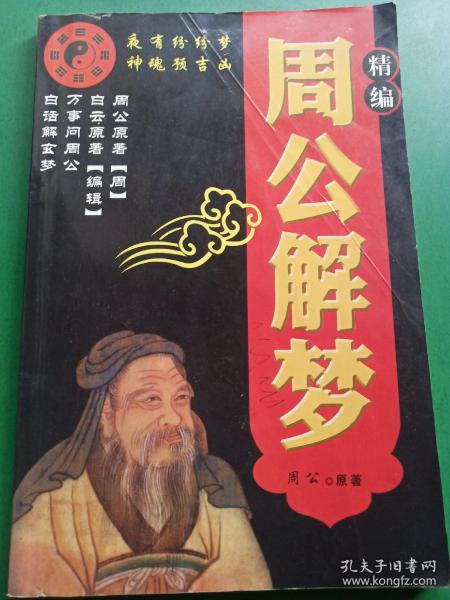 夜有纷纷梦
神魂预吉凶
精编
周公解梦
周公原著【周】
白云原著【编辑】
万事问周公
白话解玄梦
周公◎原著
孔夫子旧书网
www.kongfz.com